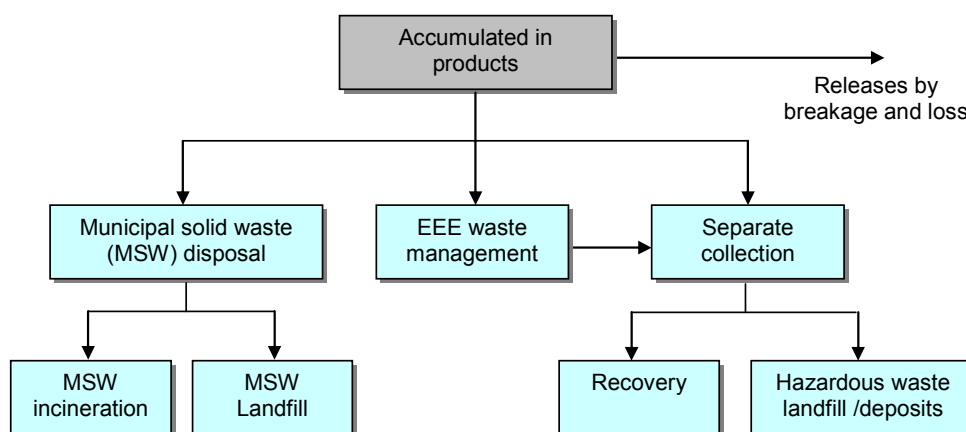 Accumulated in
products
Releases by
breakage and loss
Municipal solid waste
(MSW) disposal
EEE waste
management
Separate
collection
MSW
incineration
MSW
Landfill
Recovery
Hazardous waste
landfill /deposits